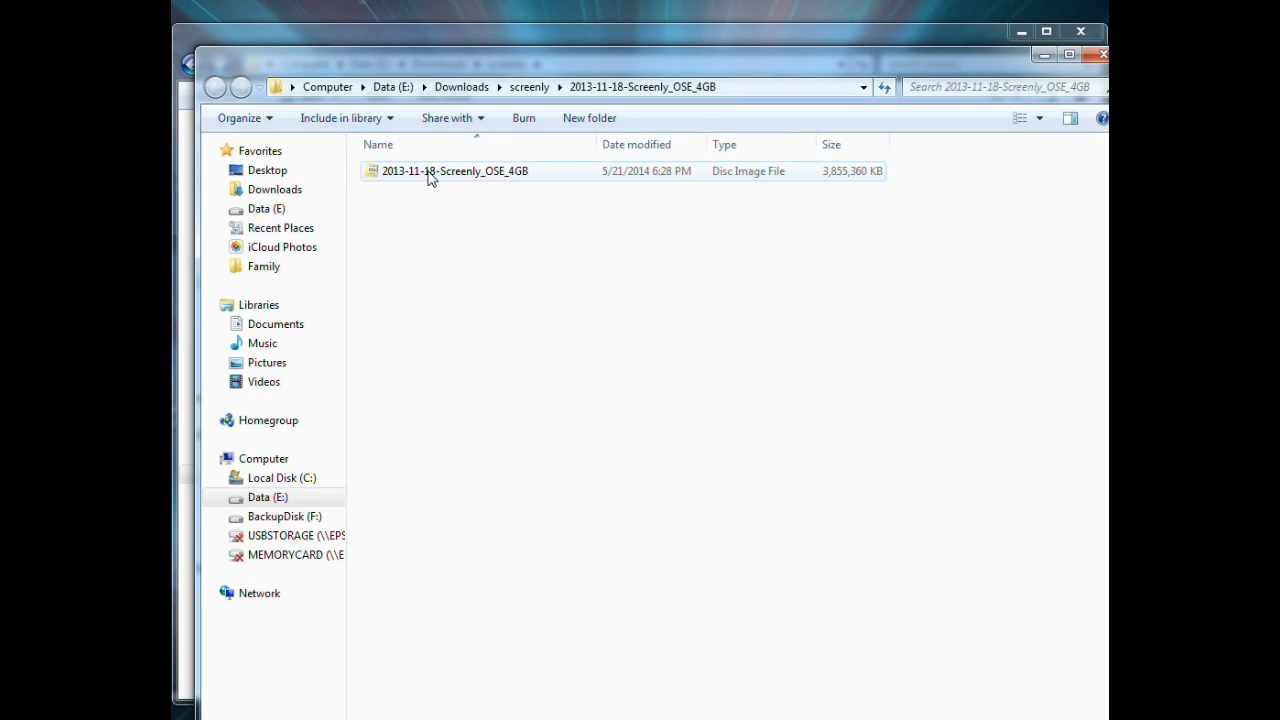 Computer Data (E:) Downloads screenly 2013-11-18-Screenly_OSE_4GB Search 2013-11-18-Screenly_OSE_4GB
Organize Include in library Share with Burn New folder
Name Date modified Type Size
2013-11-18-Screenly_OSE_4GB 5/21/2014 6:28 PM Disc Image File 3,855,360 KB
Favorites
Desktop
Downloads
Data (E)
Recent Places
iCloud Photos
Family
Libraries
Documents
Music
Pictures
Videos
Homegroup
Computer
Local Disk (C:)
Data (E:)
BackupDisk (F:)
USBSTORAGE (\\EPS
MEMORYCARD (\\E
Network